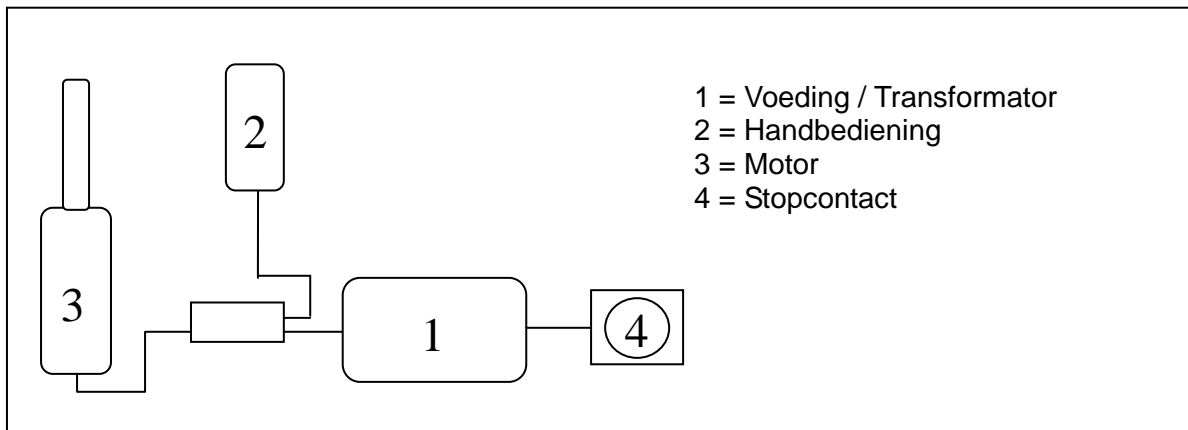 2
3
1
4
1 = Voeding / Transformator
2 = Handbediening
3 = Motor
4 = Stopcontact